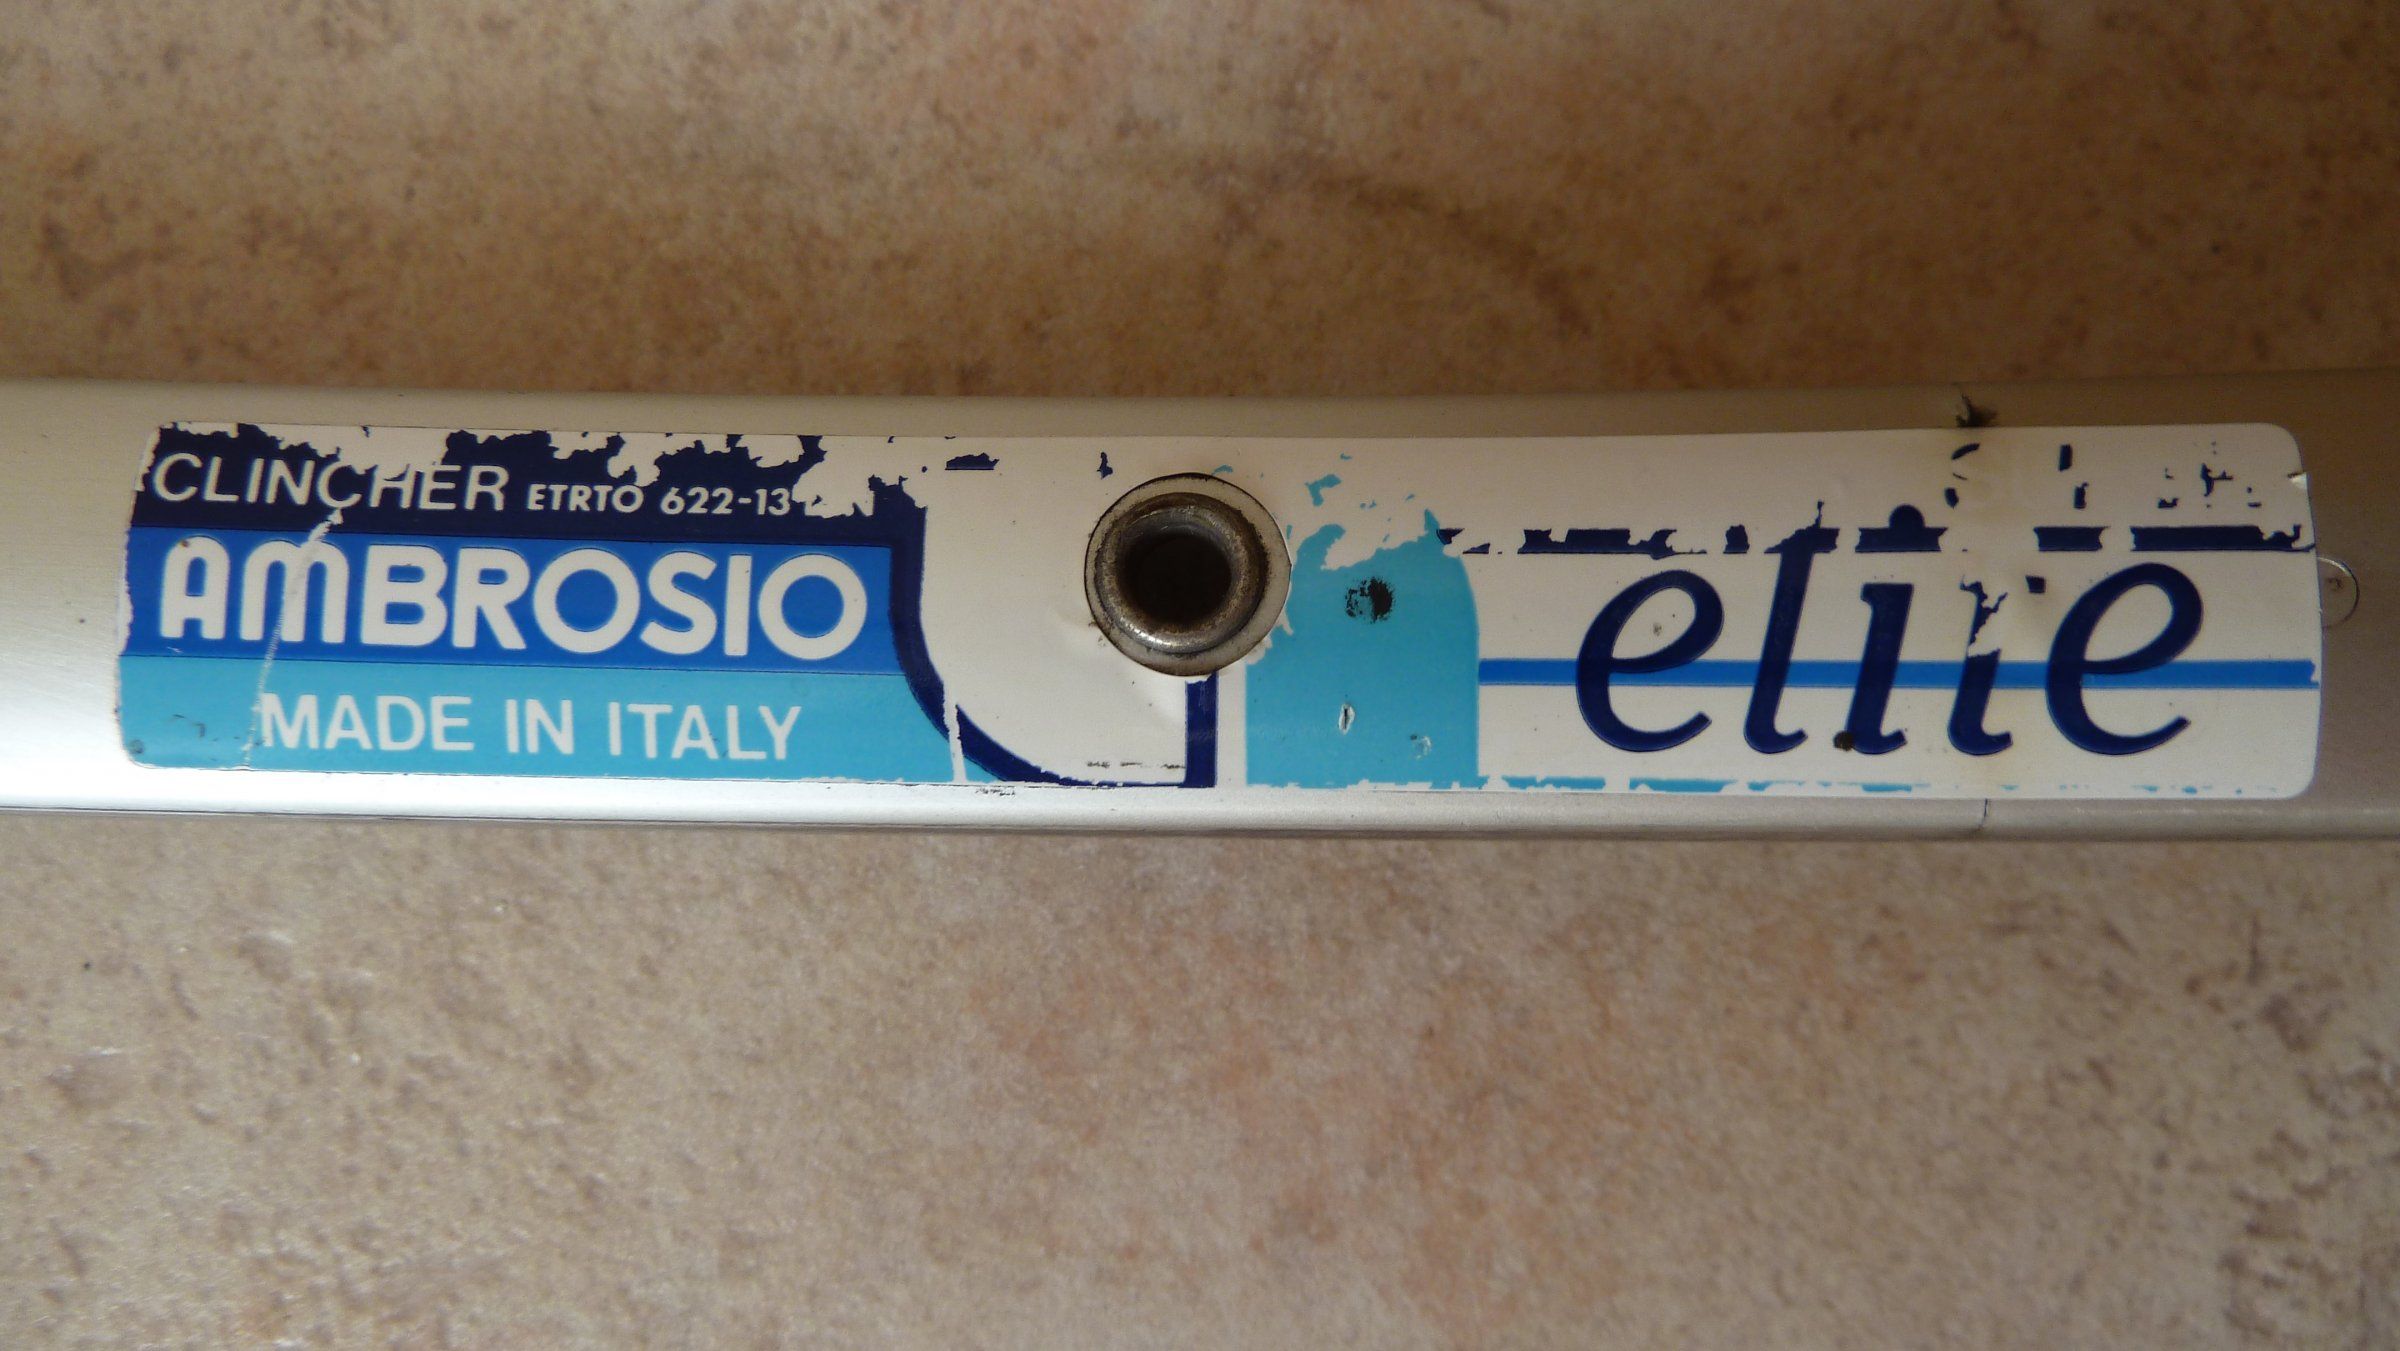 CLINCHER ETRTO 622-13
AMBROSIO
MADE IN ITALY
elite